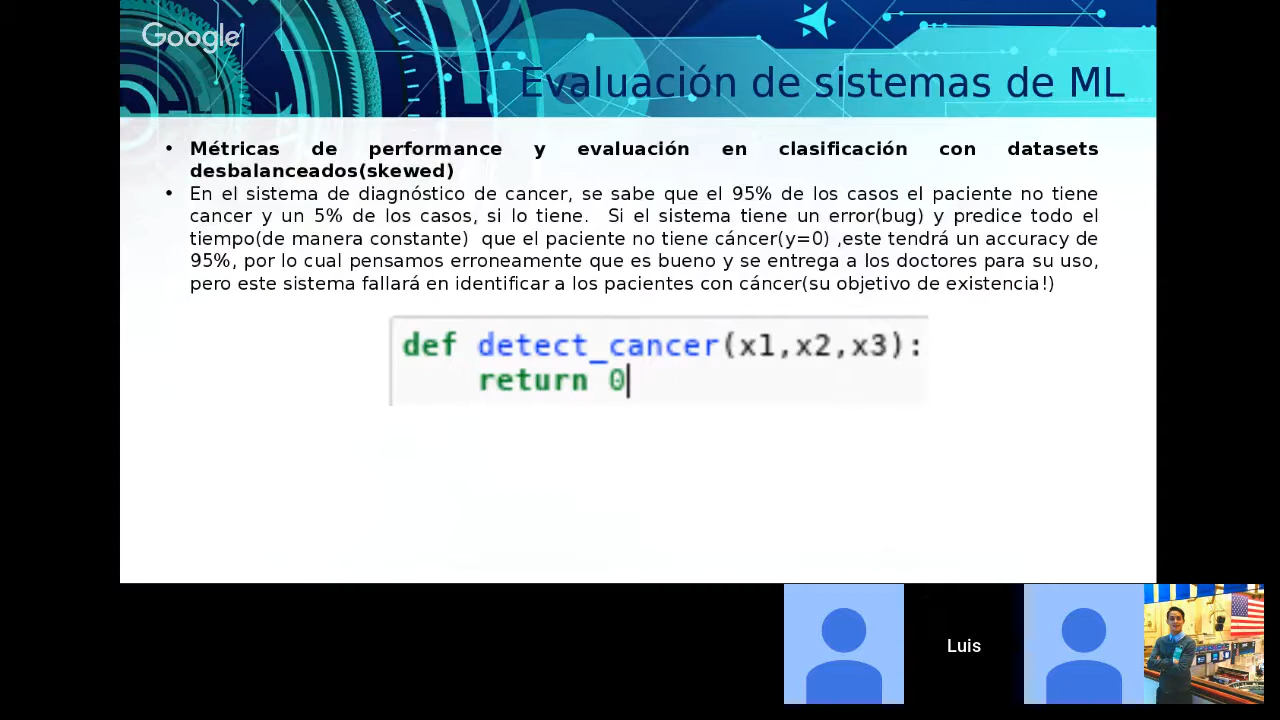 Google
Evaluación de sistemas de ML
• Métricas de performance y evaluación en clasificación con datasets
desbalanceados(skewed)
• En el sistema de diagnóstico de cancer, se sabe que el 95% de los casos el paciente no tiene
cancer y un 5% de los casos, si lo tiene. Si el sistema tiene un error(bug) y predice todo el
tiempo(de manera constante) que el paciente no tiene cáncer(y=0) ,este tendrá un accuracy de
95%, por lo cual pensamos erroneamente que es bueno y se entrega a los doctores para su uso,
pero este sistema fallará en identificar a los pacientes con cáncer(su objetivo de existencia!)
def detect_cancer(x1,x2,x3):
return 0
Luis